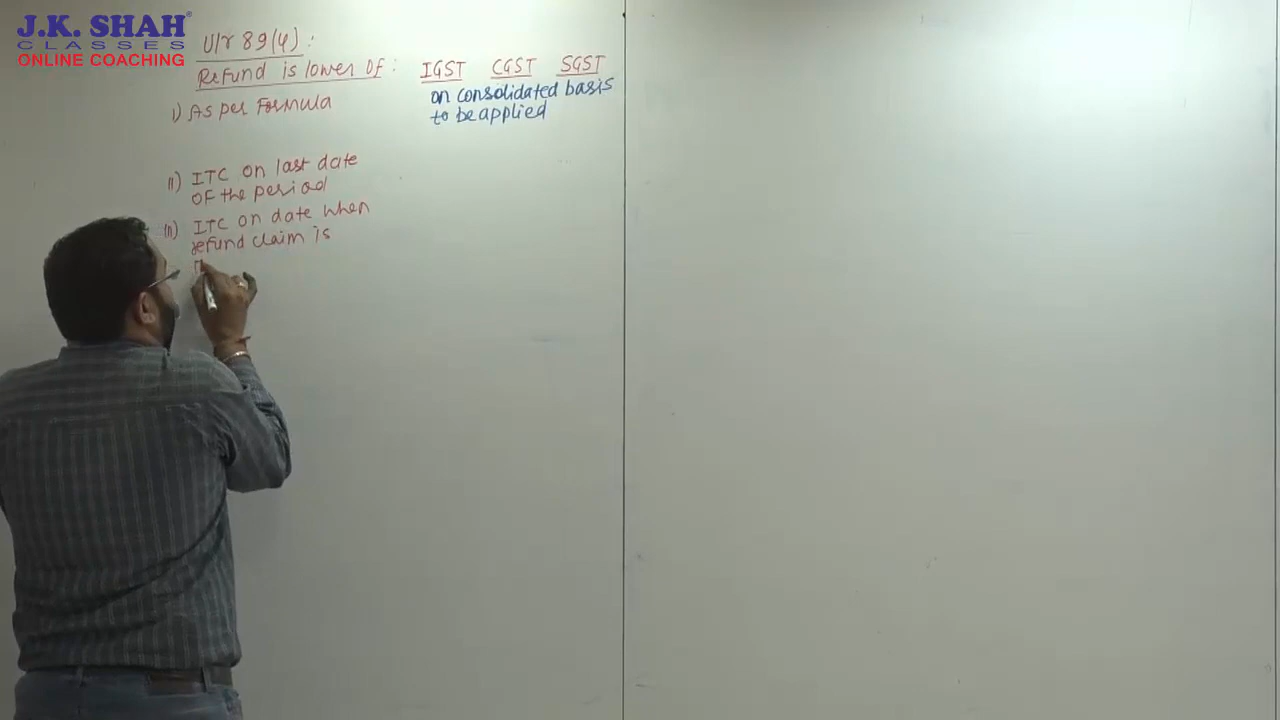 J.K. SHAH®
CLASSES
ONLINE COACHING
U/r 89(4):
Refund is lower of: IGST CGST SGST
i) As per Formula
on consolidated basis
to be applied
ii) ITC on last date
of the period
iii) ITC on date when
refund claim is